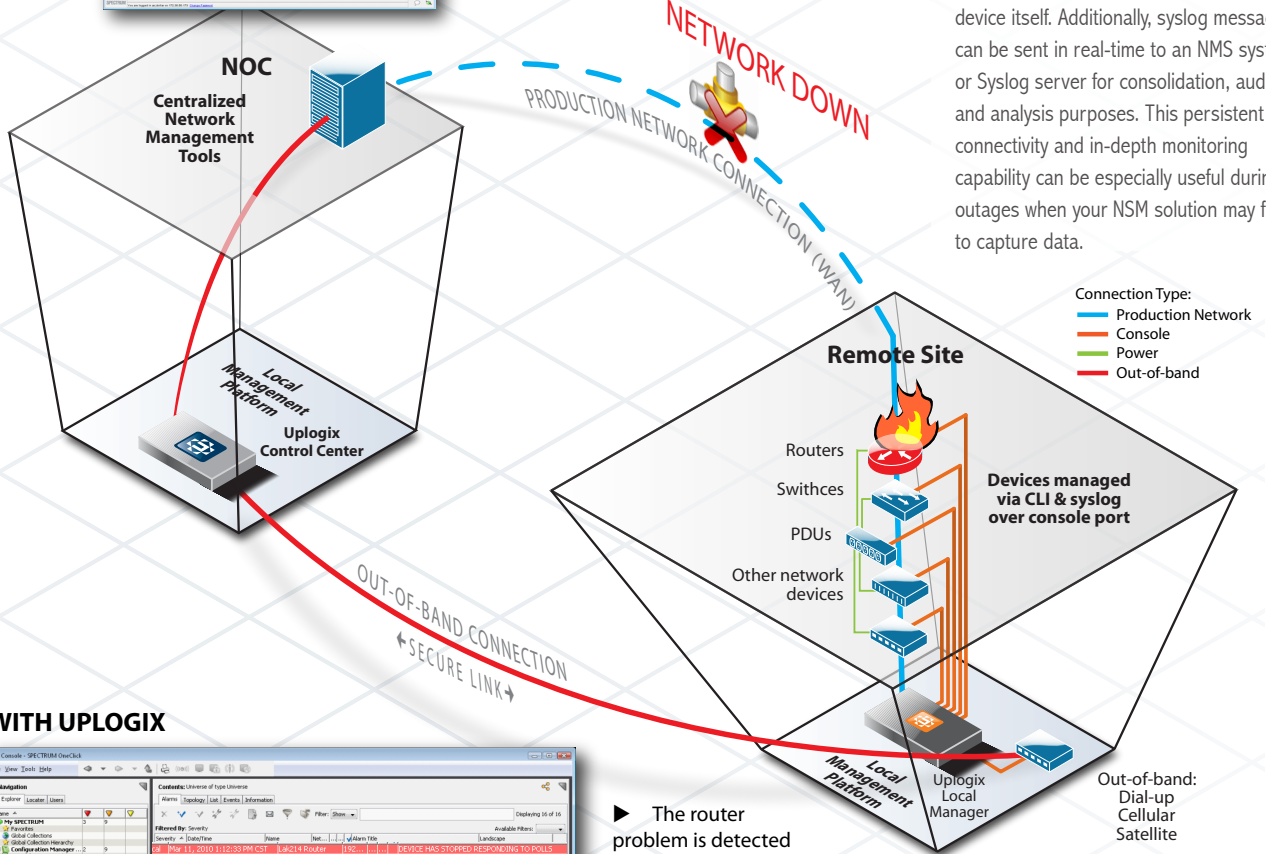 NOC
Centralized
Network
Management
Tools
NETWORK DOWN
PRODUCTION NETWORK CONNECTION (WAN)
device itself. Additionally, syslog messag
can be sent in real-time to an NMS syst
or Syslog server for consolidation, aud
and analysis purposes. This persistent
connectivity and in-depth monitoring
capability can be especially useful durin
outages when your NSM solution may f
to capture data.
Connection Type:
Production Network
Console
Power
Out-of-band
Local
Management
Platform
Uplogix
Control Center
Remote Site
Routers
Swithces
PDUs
Other network
devices
Devices managed
via CLI & syslog
over console port
OUT-OF-BAND CONNECTION
SECURE LINK
Local
Management
Platform
Uplogix
Local
Manager
Out-of-band:
Dial-up
Cellular
Satellite
WITH UPLOGIX
Console - SPECTRUM OneClick
View Tools Help
Navigation
Explorer Locater Users
My SPECTRUM 3 9
Favorites
Global Collections
Global Collection Hierarchy
Configuration Manager ... 2 9
Contents: Universe of type Universe
Alarms Topology List Events Information
Filter: Show
Displaying 16 of 16
Filtered By: Severity
Available Filters:
Severity Date/Time Name Net... Alarm Title Landscape
cal Mar 11, 2010 1:12:33 PM CST Lak214 Router 192... DEVICE HAS STOPPED RESPONDING TO POLLS
▶ The router
problem is detected